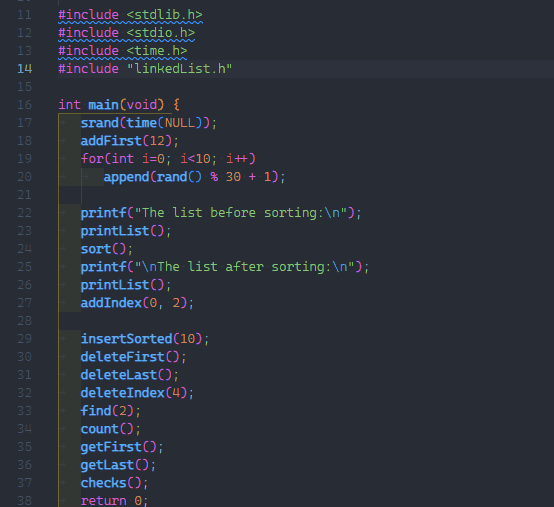 11 #include <stdlib.h>
12 #include <stdio.h>
13 #include <time.h>
14 #include "linkedList.h"
15
16 int main(void) {
17 srand(time(NULL));
18 addFirst(12);
19 for(int i=0; i<10; i++)
20 append(rand() % 30 + 1);
21
22 printf("The list before sorting:\n");
23 printList();
24 sort();
25 printf("\nThe list after sorting:\n");
26 printList();
27 addIndex(0, 2);
28
29 insertSorted(10);
30 deleteFirst();
31 deleteLast();
32 deleteIndex(4);
33 find(2);
34 count();
35 getFirst();
36 getLast();
37 checks();
38 return 0;